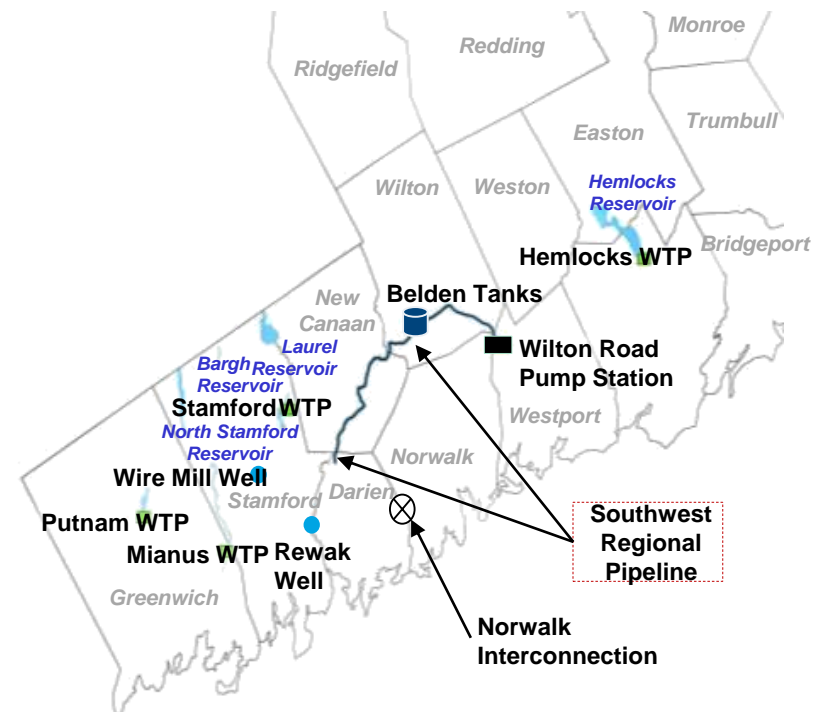 Monroe
Redding
Ridgefield
Trumbull
Easton
Wilton
Weston
Hemlocks
Reservoir
Bridgeport
Hemlocks WTP
New
Canaan
Belden Tanks
Laurel
Reservoir
Bargh
Reservoir
Wilton Road
Pump Station
Stamford WTP
Westport
North Stamford
Reservoir
Norwalk
Wire Mill Well
Stamford
Darien
Putnam WTP
Southwest
Regional
Pipeline
Mianus WTP
Rewak
Well
Greenwich
Norwalk
Interconnection